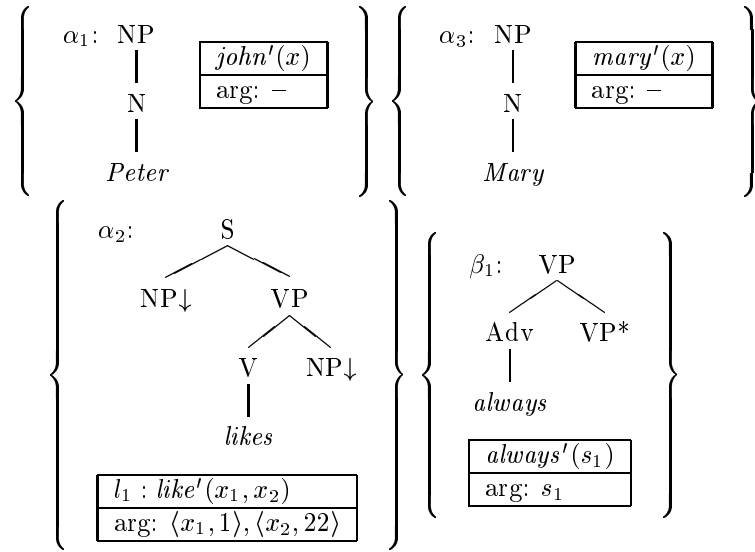 α₁: NP john′(x) α₃: NP mary′(x)
arg: – arg: –
N N
Peter Mary
α₂: S
β₁: VP
NP↓ VP
Adv VP*
V NP↓
always
likes
always′(s₁)
l₁ : like′(x₁, x₂)
arg: s₁
arg: ⟨x₁, 1⟩, ⟨x₂, 22⟩